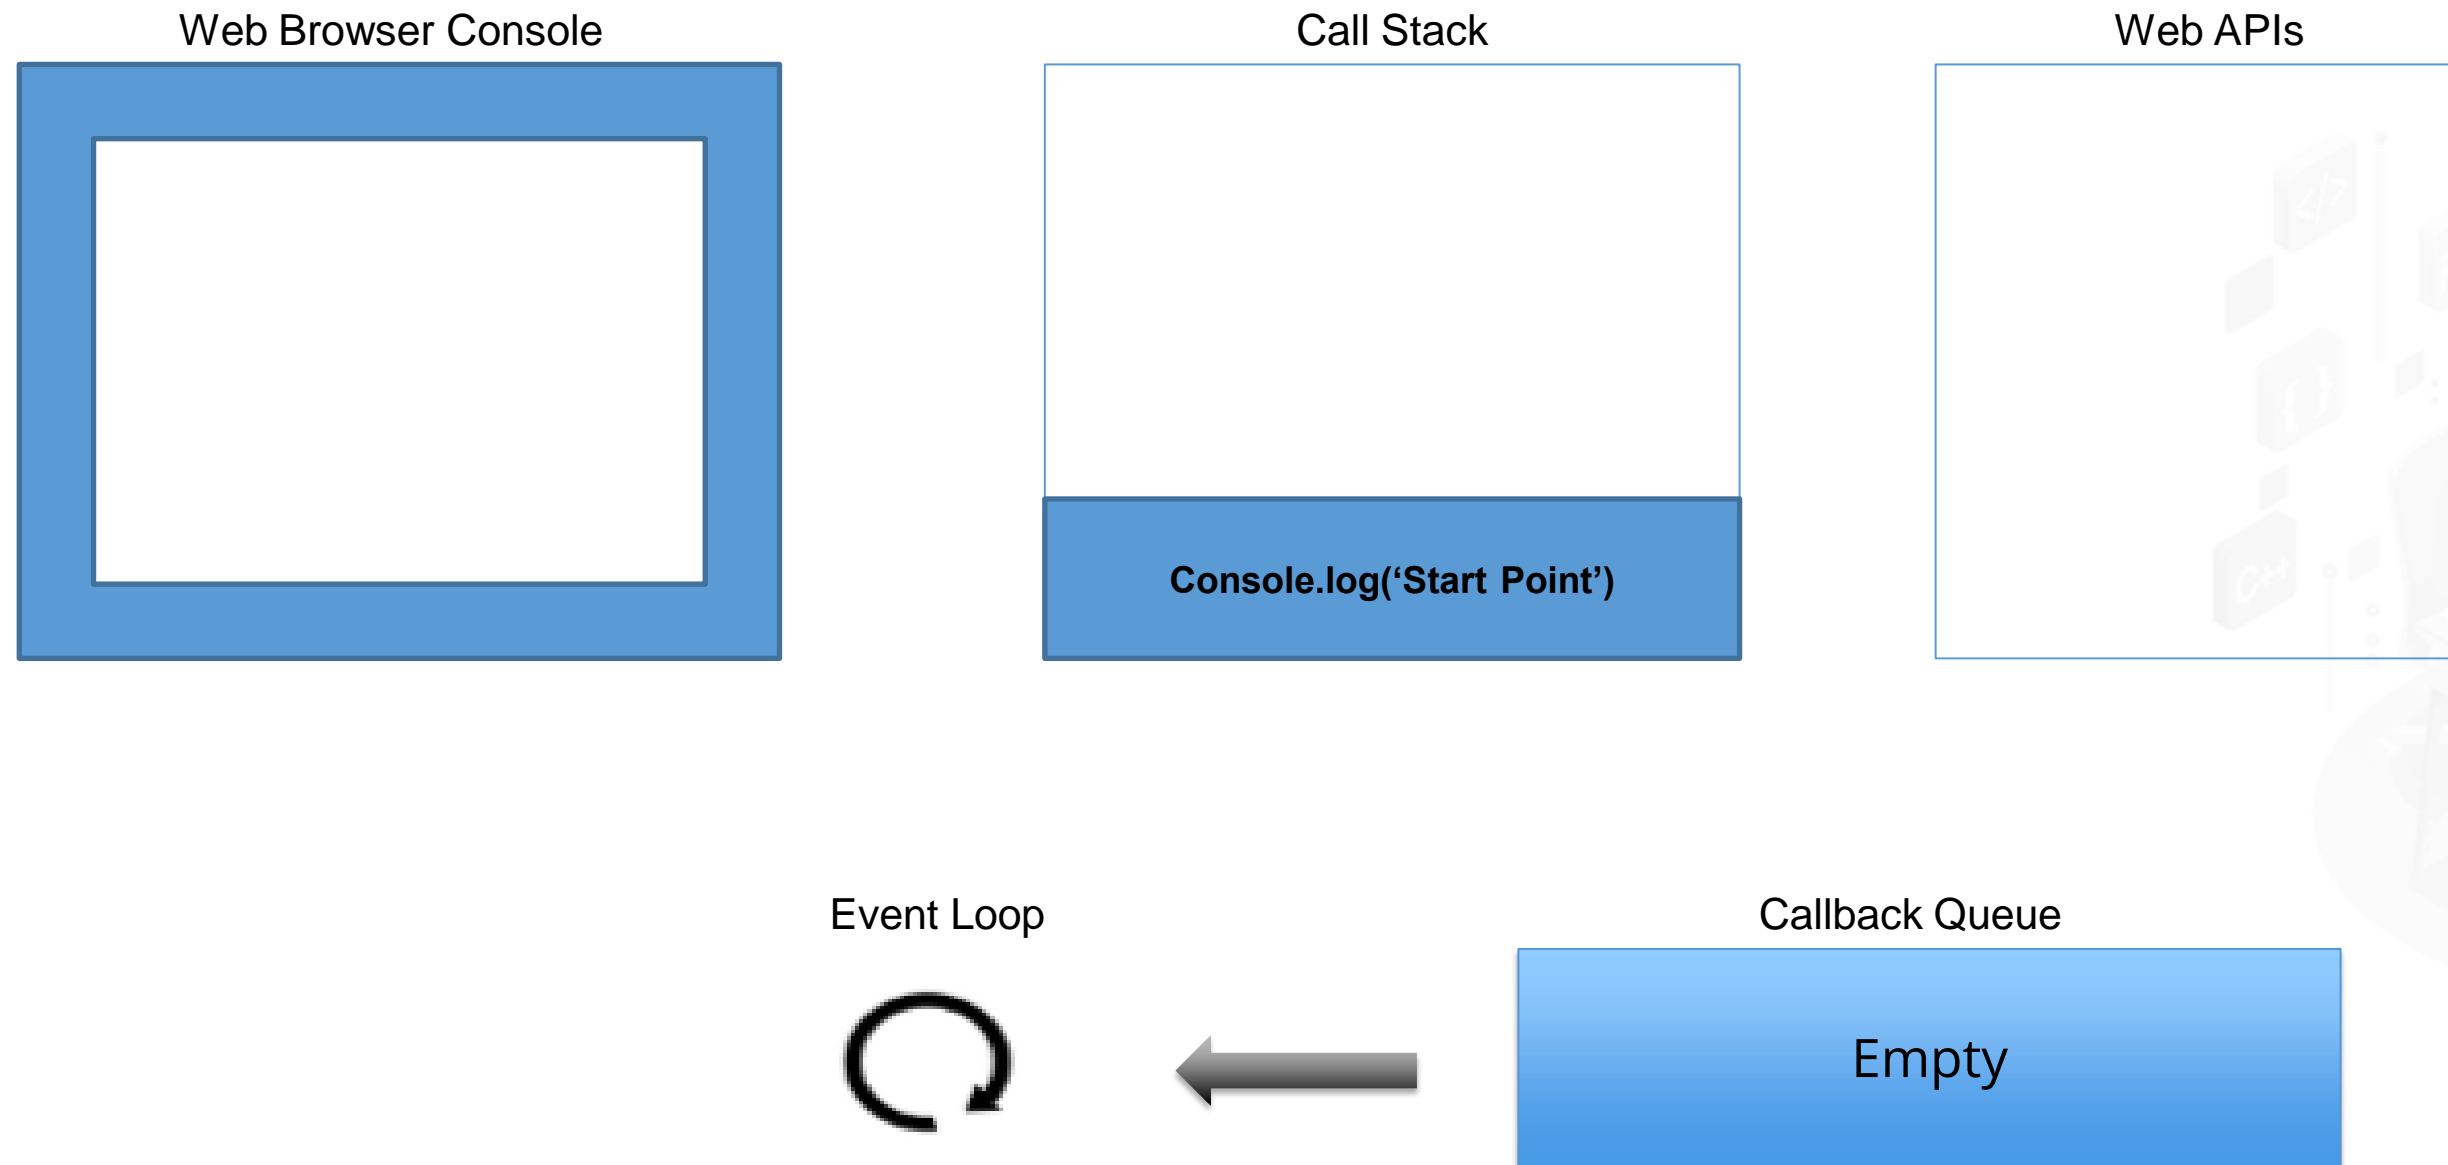 Web Browser Console
Call Stack
Web APIs
Console.log(‘Start Point’)
Event Loop
Callback Queue
Empty
</>
{ }
C++